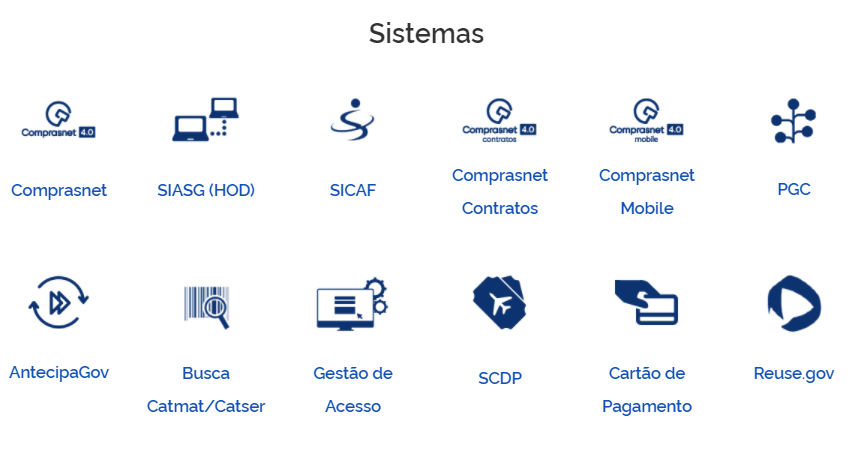 Sistemas
Comprasnet 4.0
Comprasnet
SIASG (HOD)
SICAF
Comprasnet 4.0
contratos
Comprasnet
Contratos
Comprasnet 4.0
mobile
Comprasnet
Mobile
PGC
AntecipaGov
Busca
Catmat/Catser
Gestão de
Acesso
SCDP
Cartão de
Pagamento
Reuse.gov